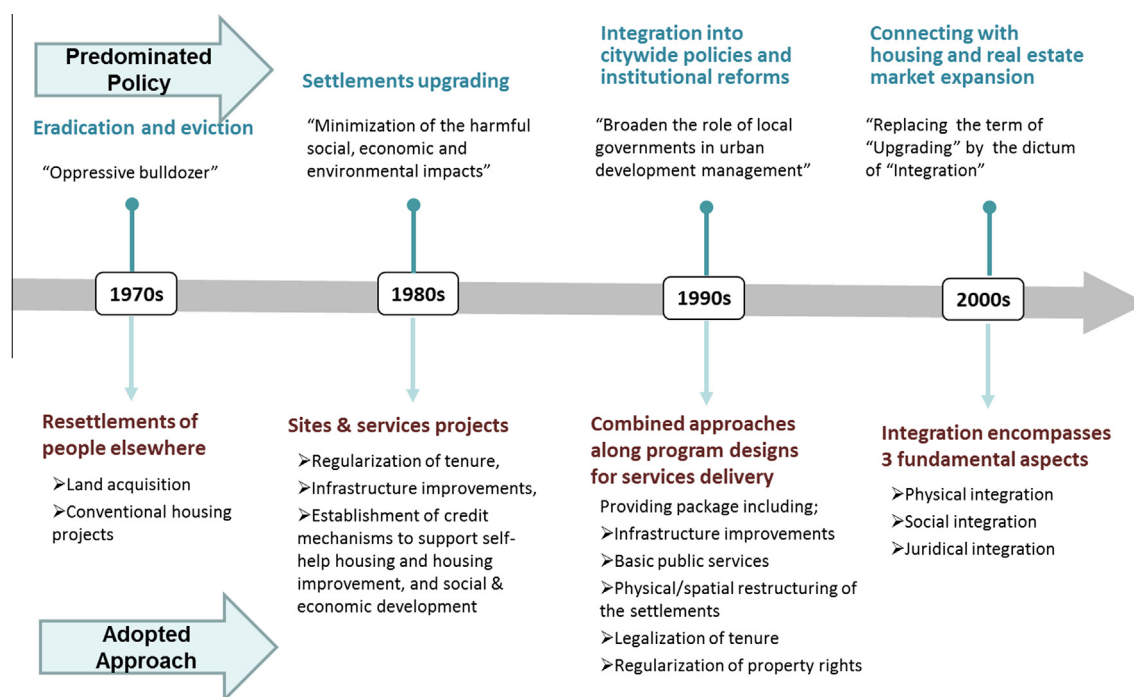 Predominated
Policy
Eradication and eviction
“Oppressive bulldozer”
Settlements upgrading
“Minimization of the harmful
social, economic and
environmental impacts”
Integration into
citywide policies and
institutional reforms
“Broaden the role of local
governments in urban
development management”
Connecting with
housing and real estate
market expansion
“Replacing the term of
“Upgrading” by the dictum
of “Integration”
1970s
1980s
1990s
2000s
Resettlements of
people elsewhere
➢Land acquisition
➢Conventional housing
projects
Sites & services projects
➢Regularization of tenure,
➢Infrastructure improvements,
➢Establishment of credit
mechanisms to support self-
help housing and housing
improvement, and social &
economic development
Combined approaches
along program designs
for services delivery
Providing package including;
➢Infrastructure improvements
➢Basic public services
➢Physical/spatial restructuring of
the settlements
➢Legalization of tenure
➢Regularization of property rights
Integration encompasses
3 fundamental aspects
➢Physical integration
➢Social integration
➢Juridical integration
Adopted
Approach